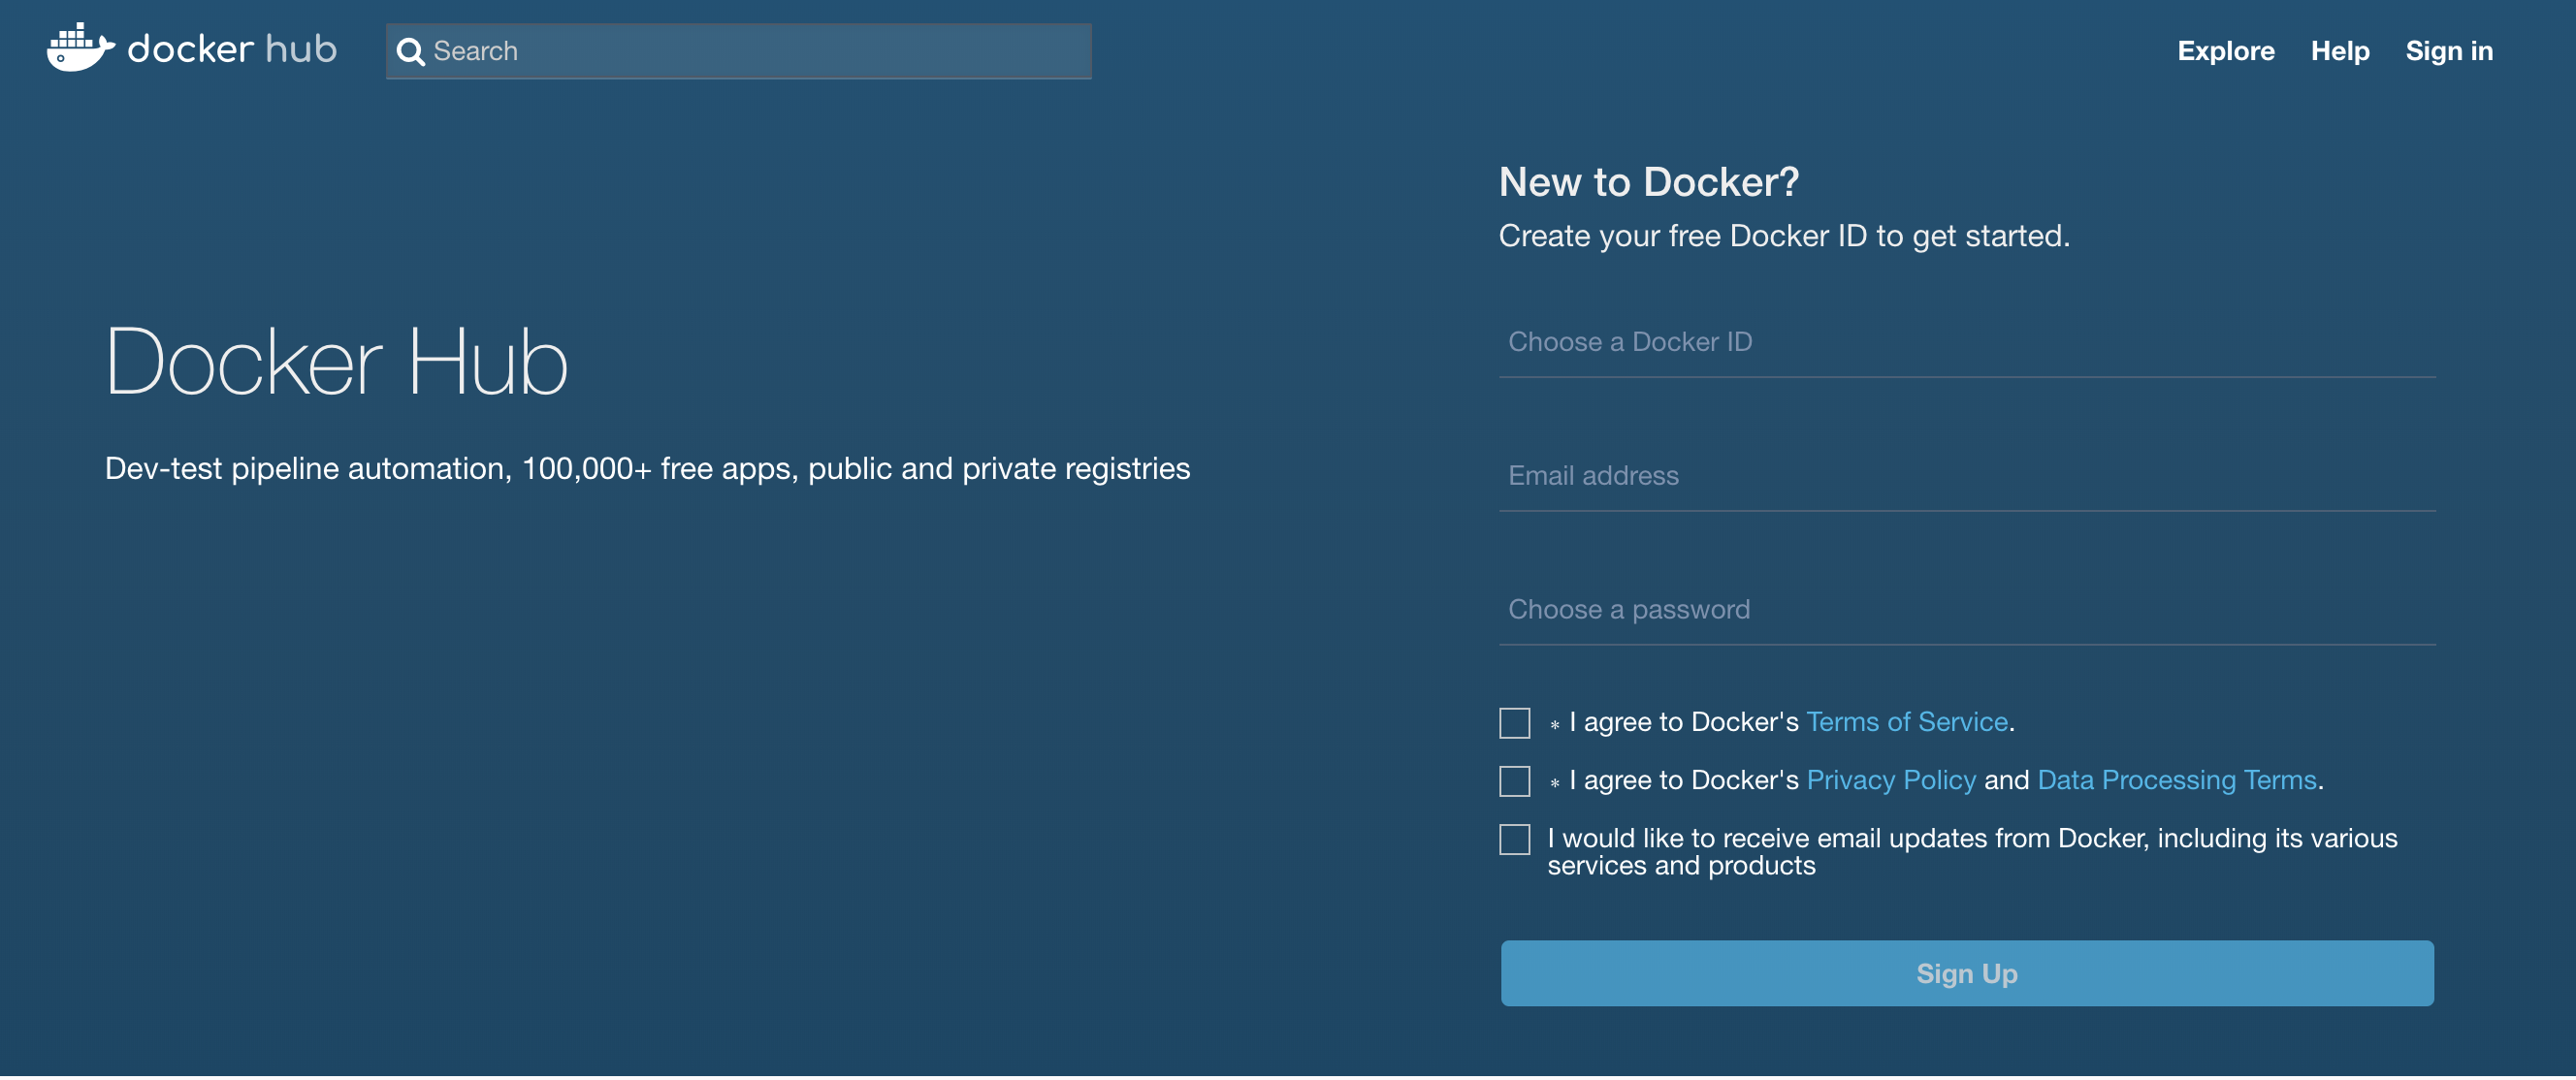 docker hub
Search
Explore Help Sign in
New to Docker?
Create your free Docker ID to get started.
Choose a Docker ID
Docker Hub
Dev-test pipeline automation, 100,000+ free apps, public and private registries
Email address
Choose a password
* I agree to Docker's Terms of Service.
* I agree to Docker's Privacy Policy and Data Processing Terms.
I would like to receive email updates from Docker, including its various
services and products
Sign Up